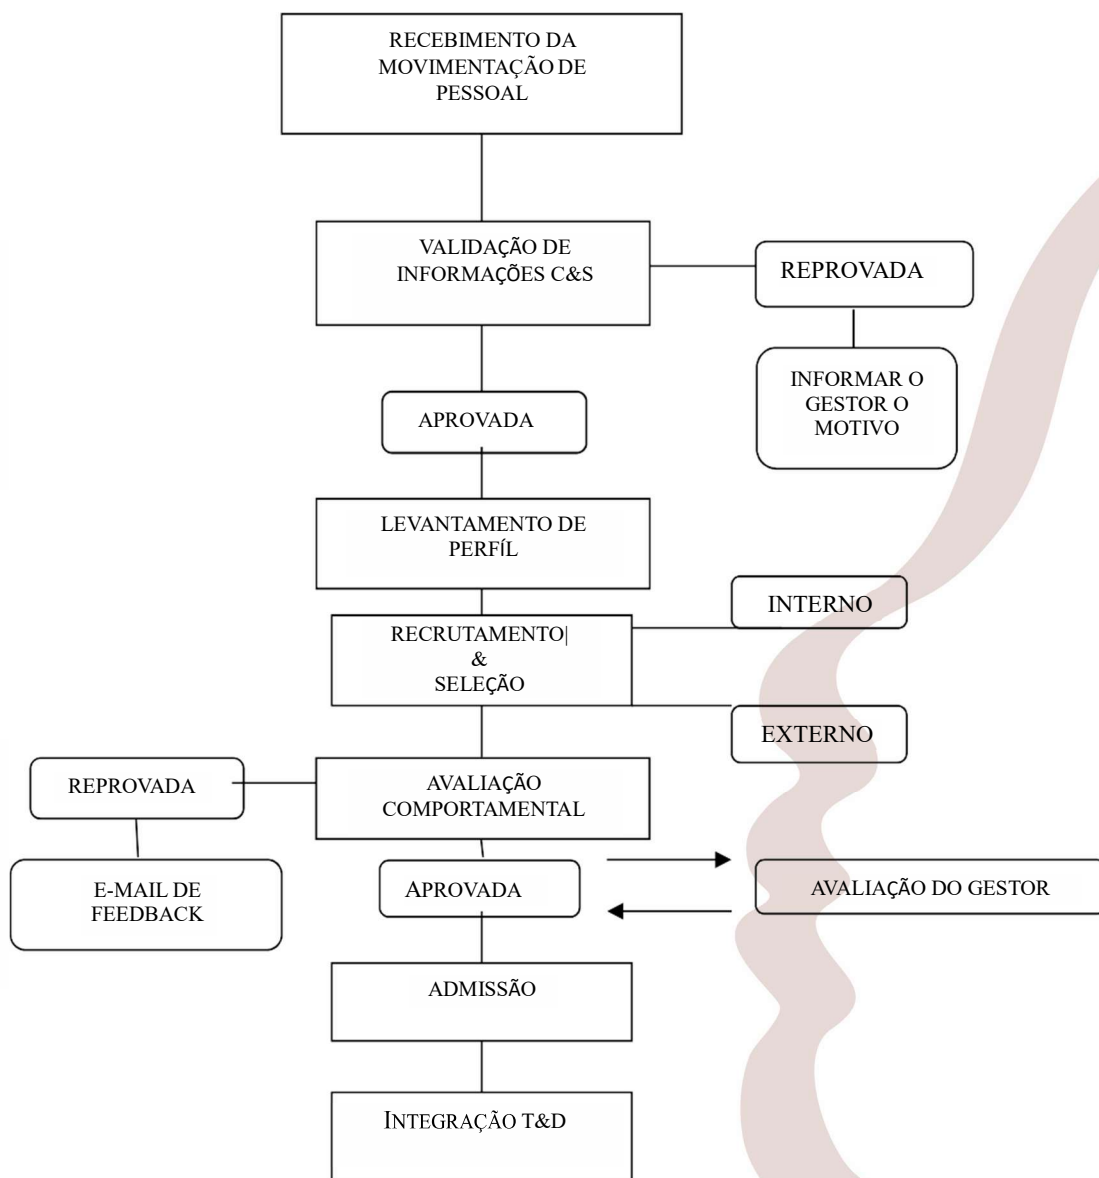 RECEBIMENTO DA
MOVIMENTAÇÃO DE
PESSOAL
VALIDAÇÃO DE
INFORMAÇÕES C&S
REPROVADA
INFORMAR O
GESTOR O
MOTIVO
APROVADA
LEVANTAMENTO DE
PERFÍL
INTERNO
RECRUTAMENTO|
&
SELEÇÃO
EXTERNO
REPROVADA
AVALIAÇÃO
COMPORTAMENTAL
E-MAIL DE
FEEDBACK
APROVADA
AVALIAÇÃO DO GESTOR
ADMISSÃO
INTEGRAÇÃO T&D